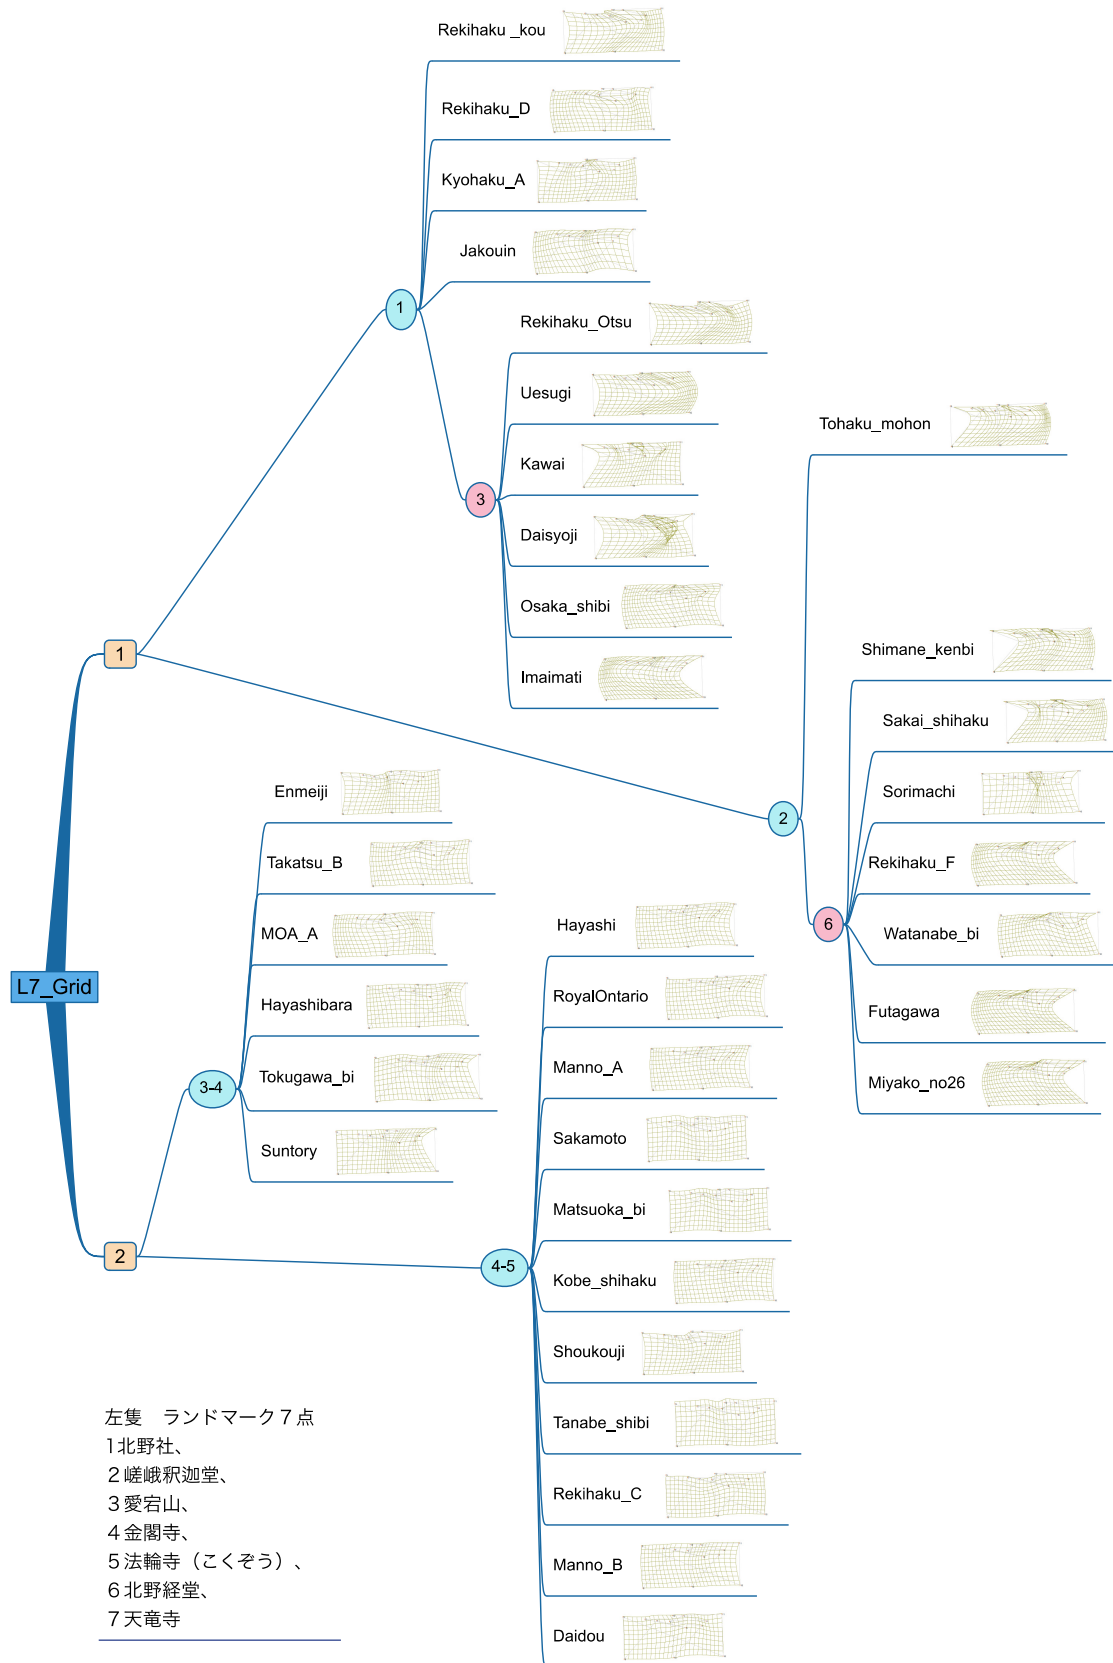 Rekihaku _kou
Rekihaku_D
Kyohaku_A
Jakouin
1
Rekihaku_Otsu
Uesugi
Kawai
3
Daisyoji
Osaka_shibi
Imaimati
Tohaku_mohon
1
Shimane_kenbi
Sakai_shihaku
Sorimachi
2
Rekihaku_F
6
Watanabe_bi
Futagawa
Miyako_no26
L7_Grid
Enmeiji
Takatsu_B
MOA_A
Hayashibara
Tokugawa_bi
3-4
Suntory
2
Hayashi
RoyalOntario
Manno_A
Sakamoto
Matsuoka_bi
4-5
Kobe_shihaku
Shoukouji
Tanabe_shibi
Rekihaku_C
Manno_B
Daidou
左隻　ランドマーク７点
1北野社、
２嵯峨釈迦堂、
３愛宕山、
４金閣寺、
５法輪寺（こくぞう）、
６北野経堂、
７天竜寺